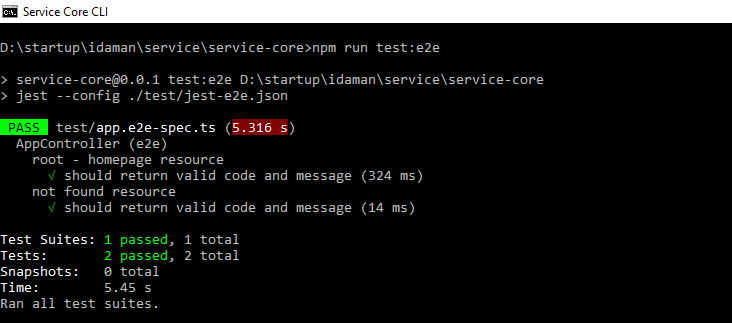 Service Core CLI
D:\startup\idaman\service\service-core>npm run test:e2e
> service-core@0.0.1 test:e2e D:\startup\idaman\service\service-core
> jest --config ./test/jest-e2e.json
PASS test/app.e2e-spec.ts (5.316 s)
AppController (e2e)
root - homepage resource
√ should return valid code and message (324 ms)
not found resource
√ should return valid code and message (14 ms)
Test Suites: 1 passed, 1 total
Tests: 2 passed, 2 total
Snapshots: 0 total
Time: 5.45 s
Ran all test suites.